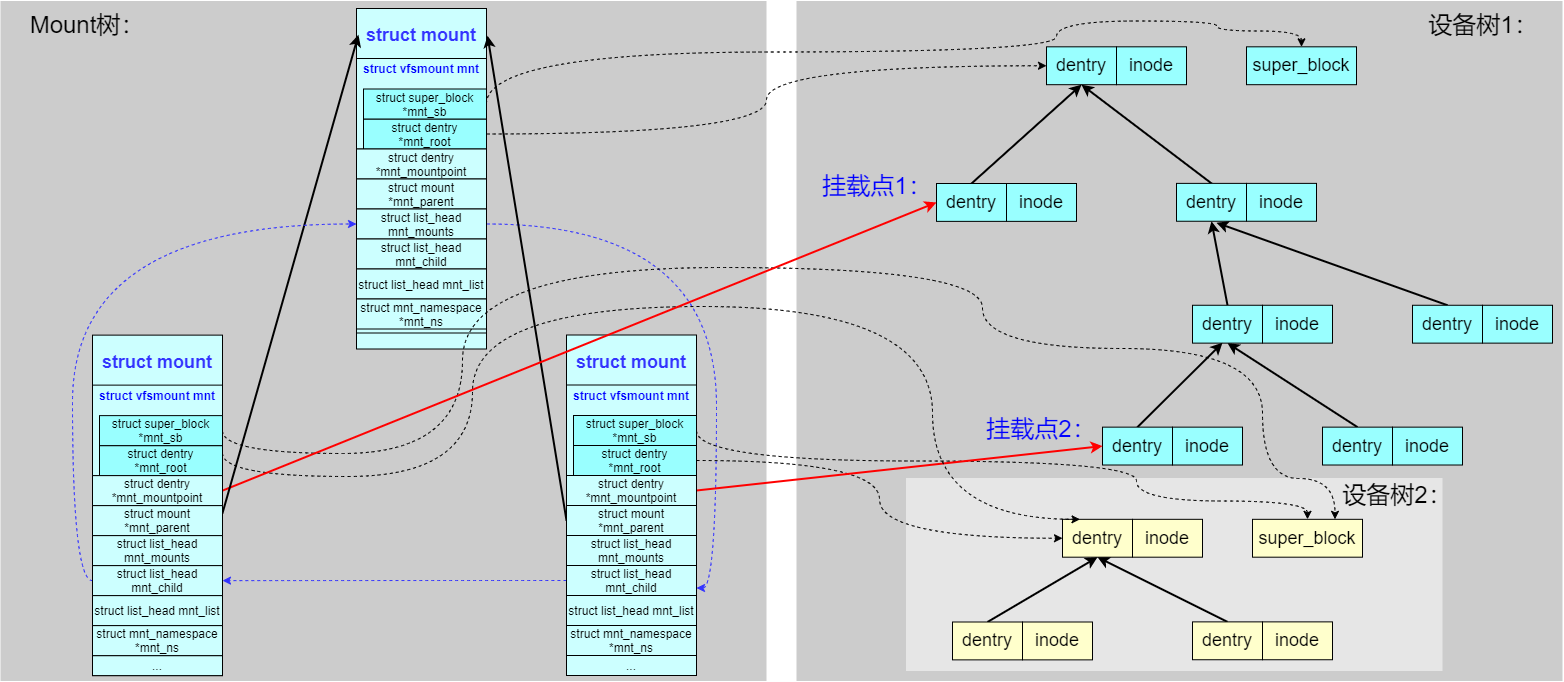 Mount树：
struct mount
struct vfsmount mnt
struct super_block
*mnt_sb
struct dentry
*mnt_root
struct dentry
*mnt_mountpoint
struct mount
*mnt_parent
struct list_head
mnt_mounts
struct list_head
mnt_child
struct list_head mnt_list
struct mnt_namespace
*mnt_ns
struct mount
struct vfsmount mnt
struct super_block
*mnt_sb
struct dentry
*mnt_root
struct dentry
*mnt_mountpoint
struct mount
*mnt_parent
struct list_head
mnt_mounts
struct list_head
mnt_child
struct list_head mnt_list
struct mnt_namespace
*mnt_ns
...
struct mount
struct vfsmount mnt
struct super_block
*mnt_sb
struct dentry
*mnt_root
struct dentry
*mnt_mountpoint
struct mount
*mnt_parent
struct list_head
mnt_mounts
struct list_head
mnt_child
struct list_head mnt_list
struct mnt_namespace
*mnt_ns
...
设备树1：
dentry inode
super_block
挂载点1：
dentry inode
dentry inode
dentry inode
dentry inode
挂载点2：
dentry inode
dentry inode
设备树2：
dentry inode
super_block
dentry inode
dentry inode